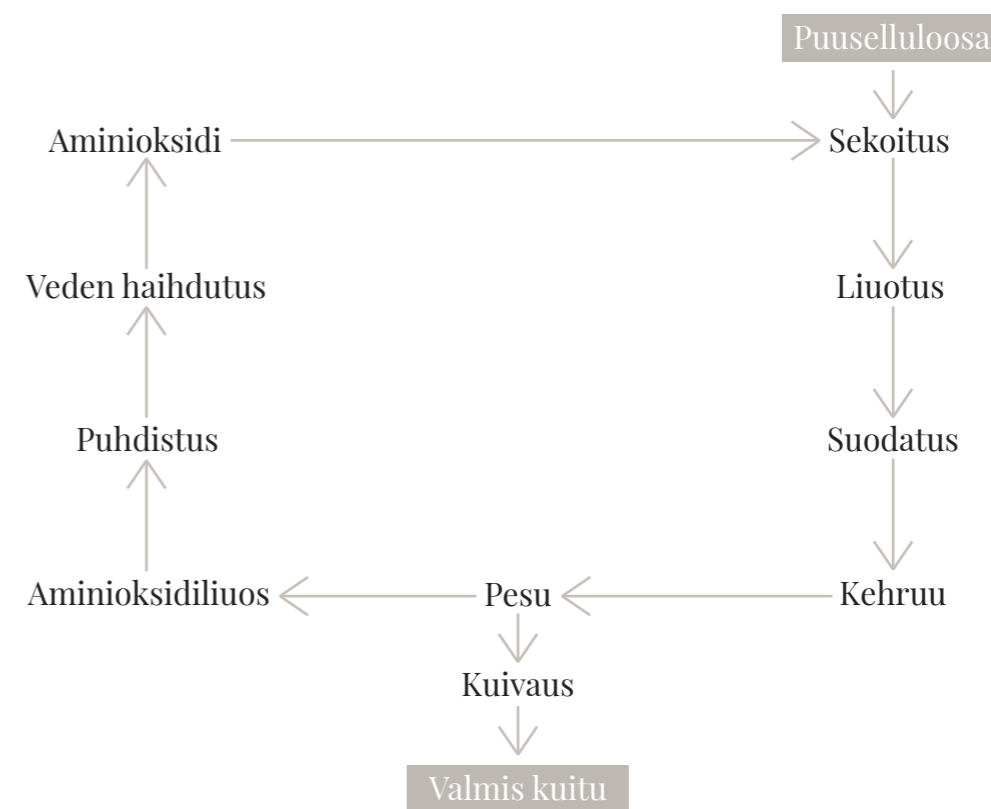 Puuselluloosa
Aminioksidi
Sekoitus
Veden haihdutus
Liuotus
Puhdistus
Suodatus
Aminioksidiliuos
Pesu
Kehruu
Kuivaus
Valmis kuitu